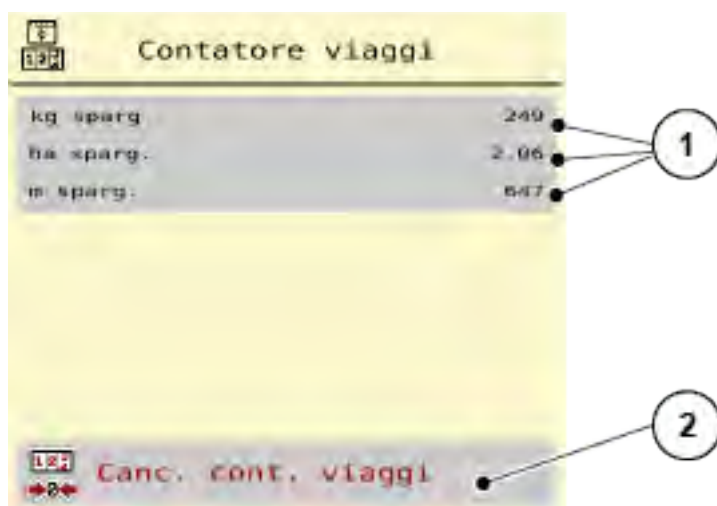 Contatore viaggi
kg sparg 249
ha sparg. 2.06
m sparg. 647
1
Canc. cont. viaggi
2